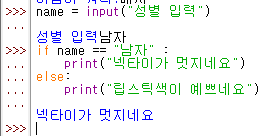 >>> name = input("성별 입력")
...
성별 입력남자
>>> if name == "남자" :
...     print("넥타이가 멋지네요")
... else:
...     print("립스틱색이 예쁘네요")
...
넥타이가 멋지네요
>>>